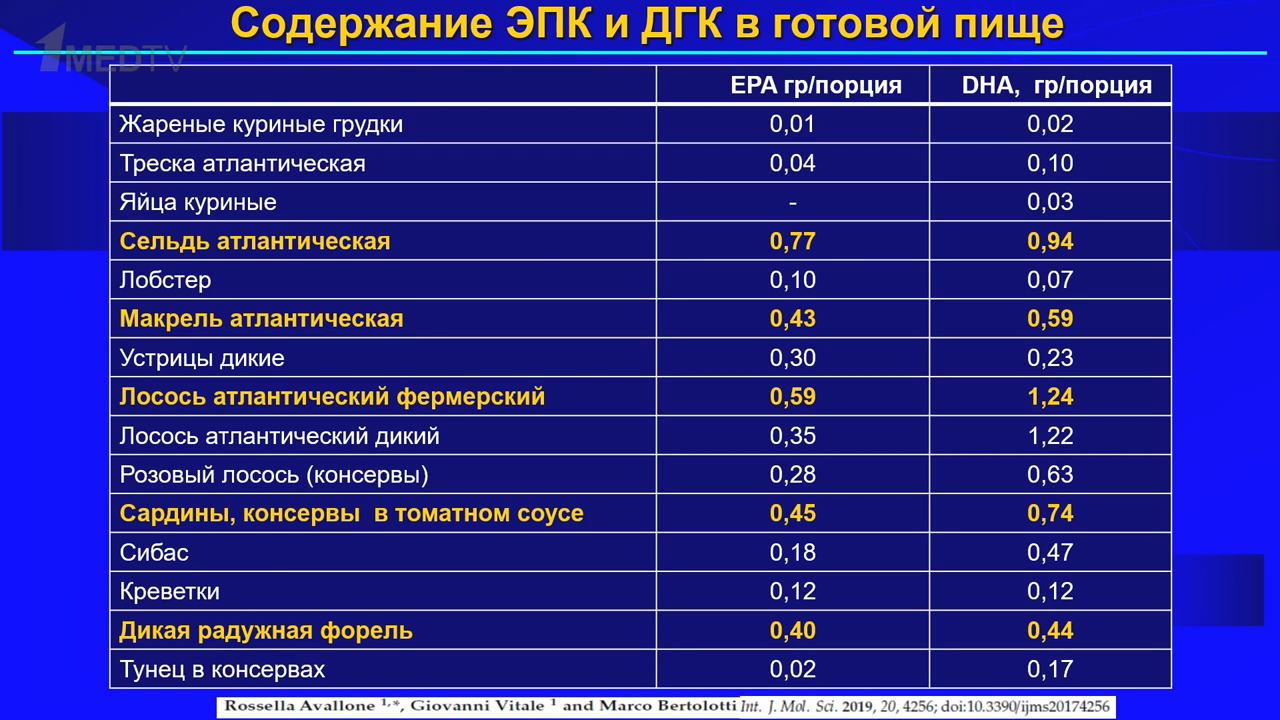 Содержание ЭПК и ДГК в готовой пище
1MEDTV
EPA гр/порция DHA, гр/порция
Жареные куриные грудки 0,01 0,02
Треска атлантическая 0,04 0,10
Яйца куриные - 0,03
Сельдь атлантическая 0,77 0,94
Лобстер 0,10 0,07
Макрель атлантическая 0,43 0,59
Устрицы дикие 0,30 0,23
Лосось атлантический фермерский 0,59 1,24
Лосось атлантический дикий 0,35 1,22
Розовый лосось (консервы) 0,28 0,63
Сардины, консервы в томатном соусе 0,45 0,74
Сибас 0,18 0,47
Креветки 0,12 0,12
Дикая радужная форель 0,40 0,44
Тунец в консервах 0,02 0,17
Rossella Avallone 1,*, Giovanni Vitale 1 and Marco Bertolotti Int. J. Mol. Sci. 2019, 20, 4256; doi:10.3390/ijms20174256